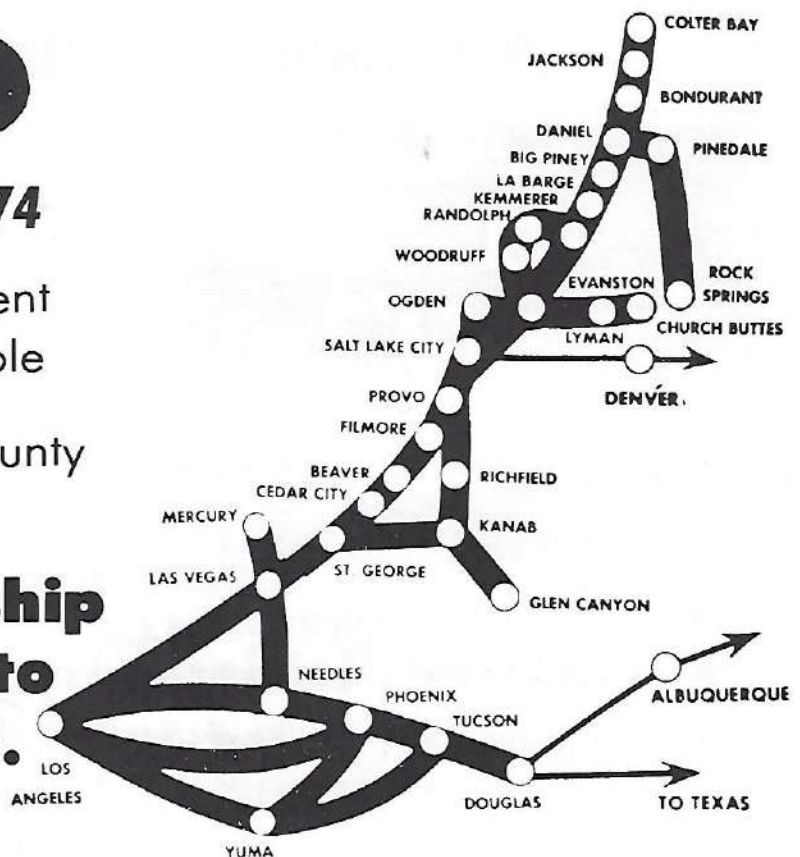 74
ent
ole
unty
hip
to
.
COLTER BAY
JACKSON
BONDURANT
DANIEL
PINEDALE
BIG PINEY
LA BARGE
KEMMERER
RANDOLPH
WOODRUFF
EVANSTON
ROCK
SPRINGS
OGDEN
CHURCH BUTTES
LYMAN
SALT LAKE CITY
DENVER.
PROVO
FILMORE
BEAVER
RICHFIELD
CEDAR CITY
MERCURY
KANAB
LAS VEGAS
ST. GEORGE
GLEN CANYON
NEEDLES
PHOENIX
ALBUQUERQUE
TUCSON
LOS
ANGELES
DOUGLAS
TO TEXAS
YUMA